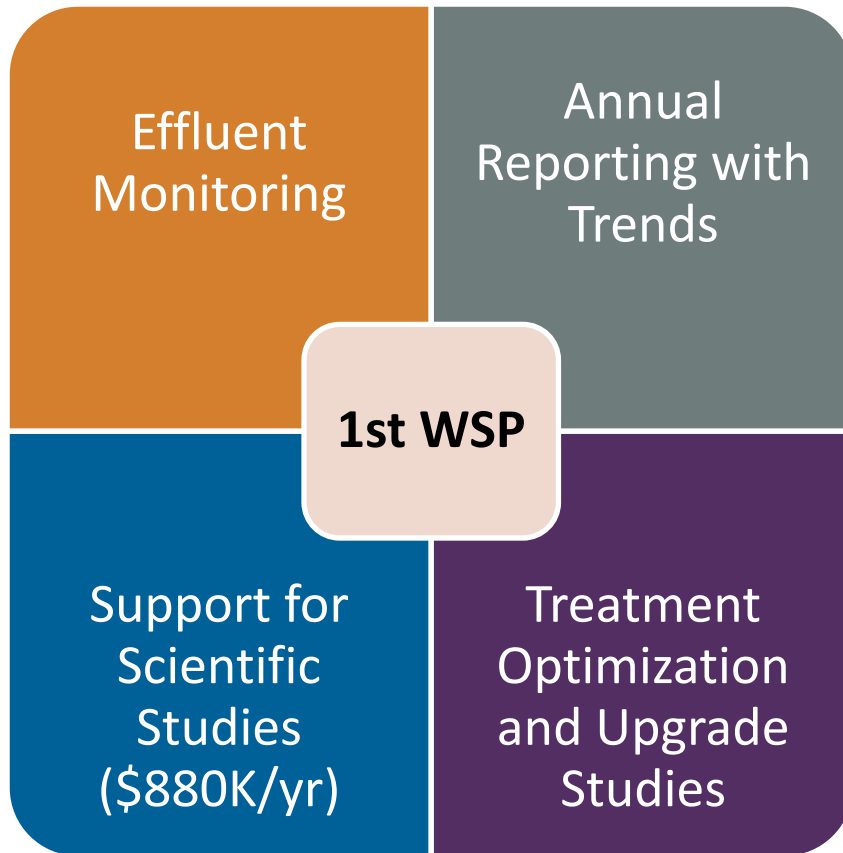 Effluent
Monitoring
Annual
Reporting with
Trends
1st WSP
Support for
Scientific
Studies
($880K/yr)
Treatment
Optimization
and Upgrade
Studies